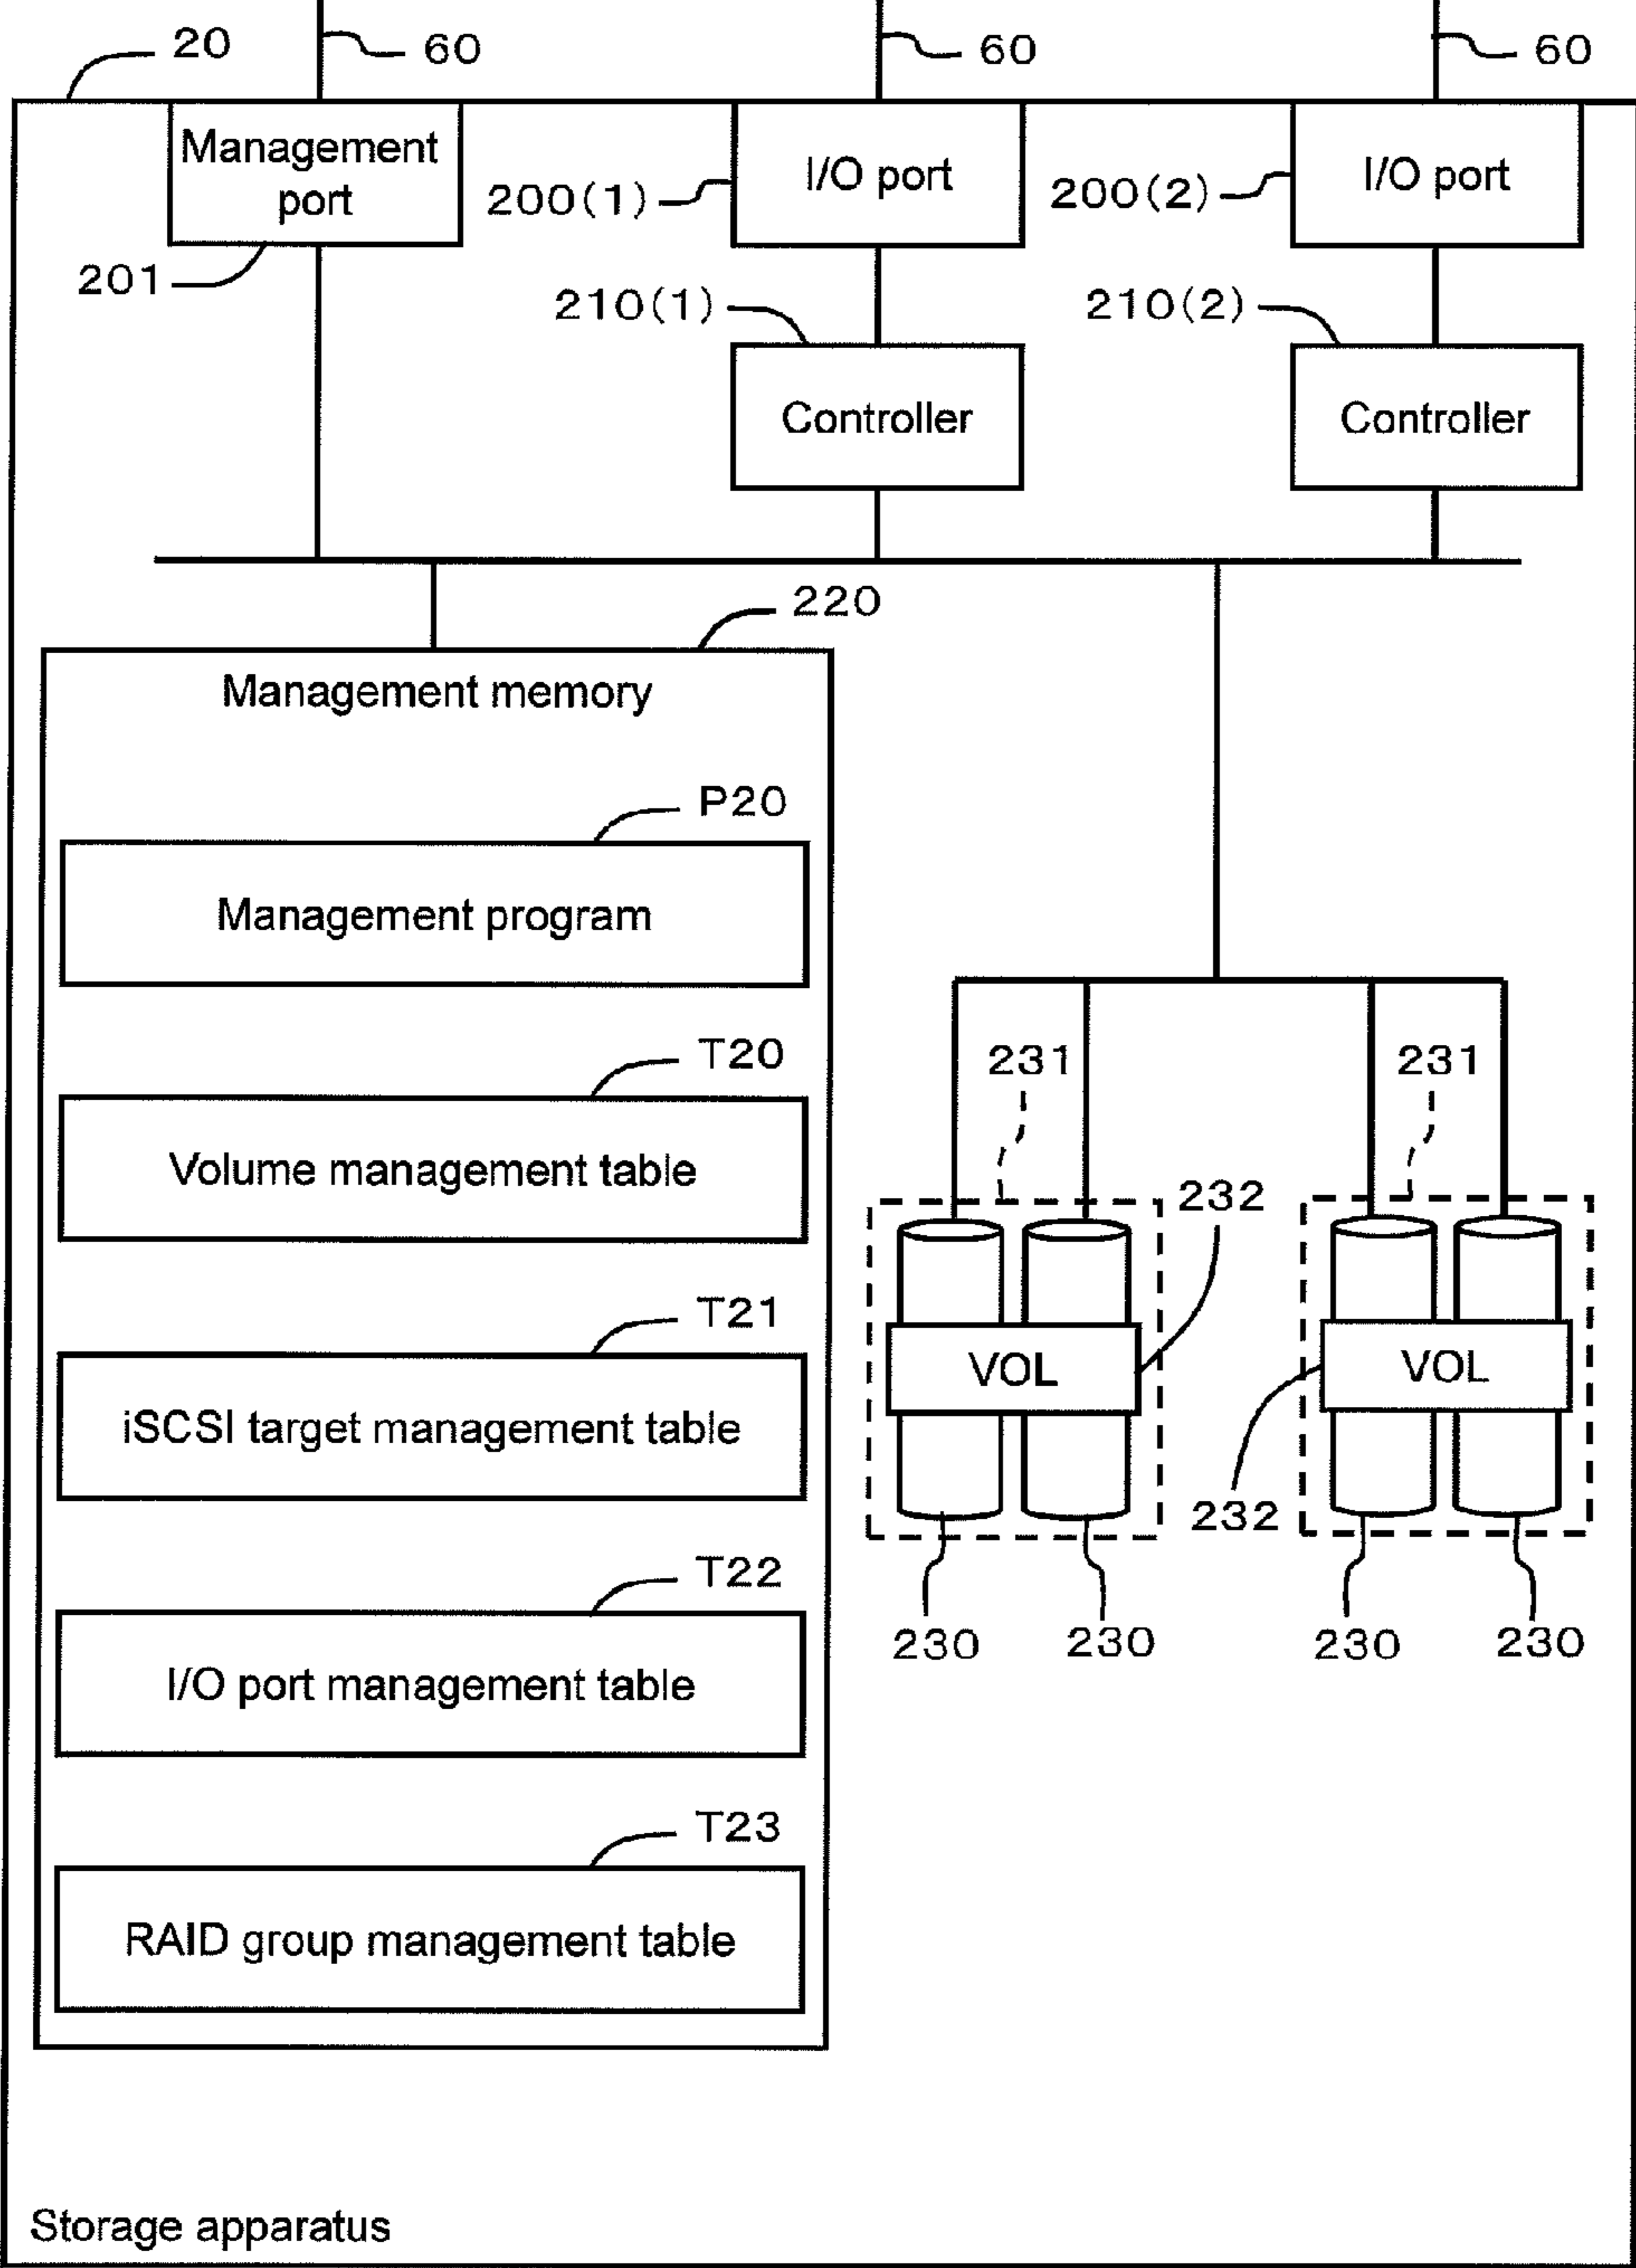 20
60
60
60
Management
port
I/O port
I/O port
200(1)
200(2)
201
210(1)
210(2)
Controller
Controller
220
Management memory
P20
Management program
T20
Volume management table
231
231
232
T21
VOL
VOL
iSCSI target management table
232
T22
230
230
230
230
I/O port management table
T23
RAID group management table
Storage apparatus